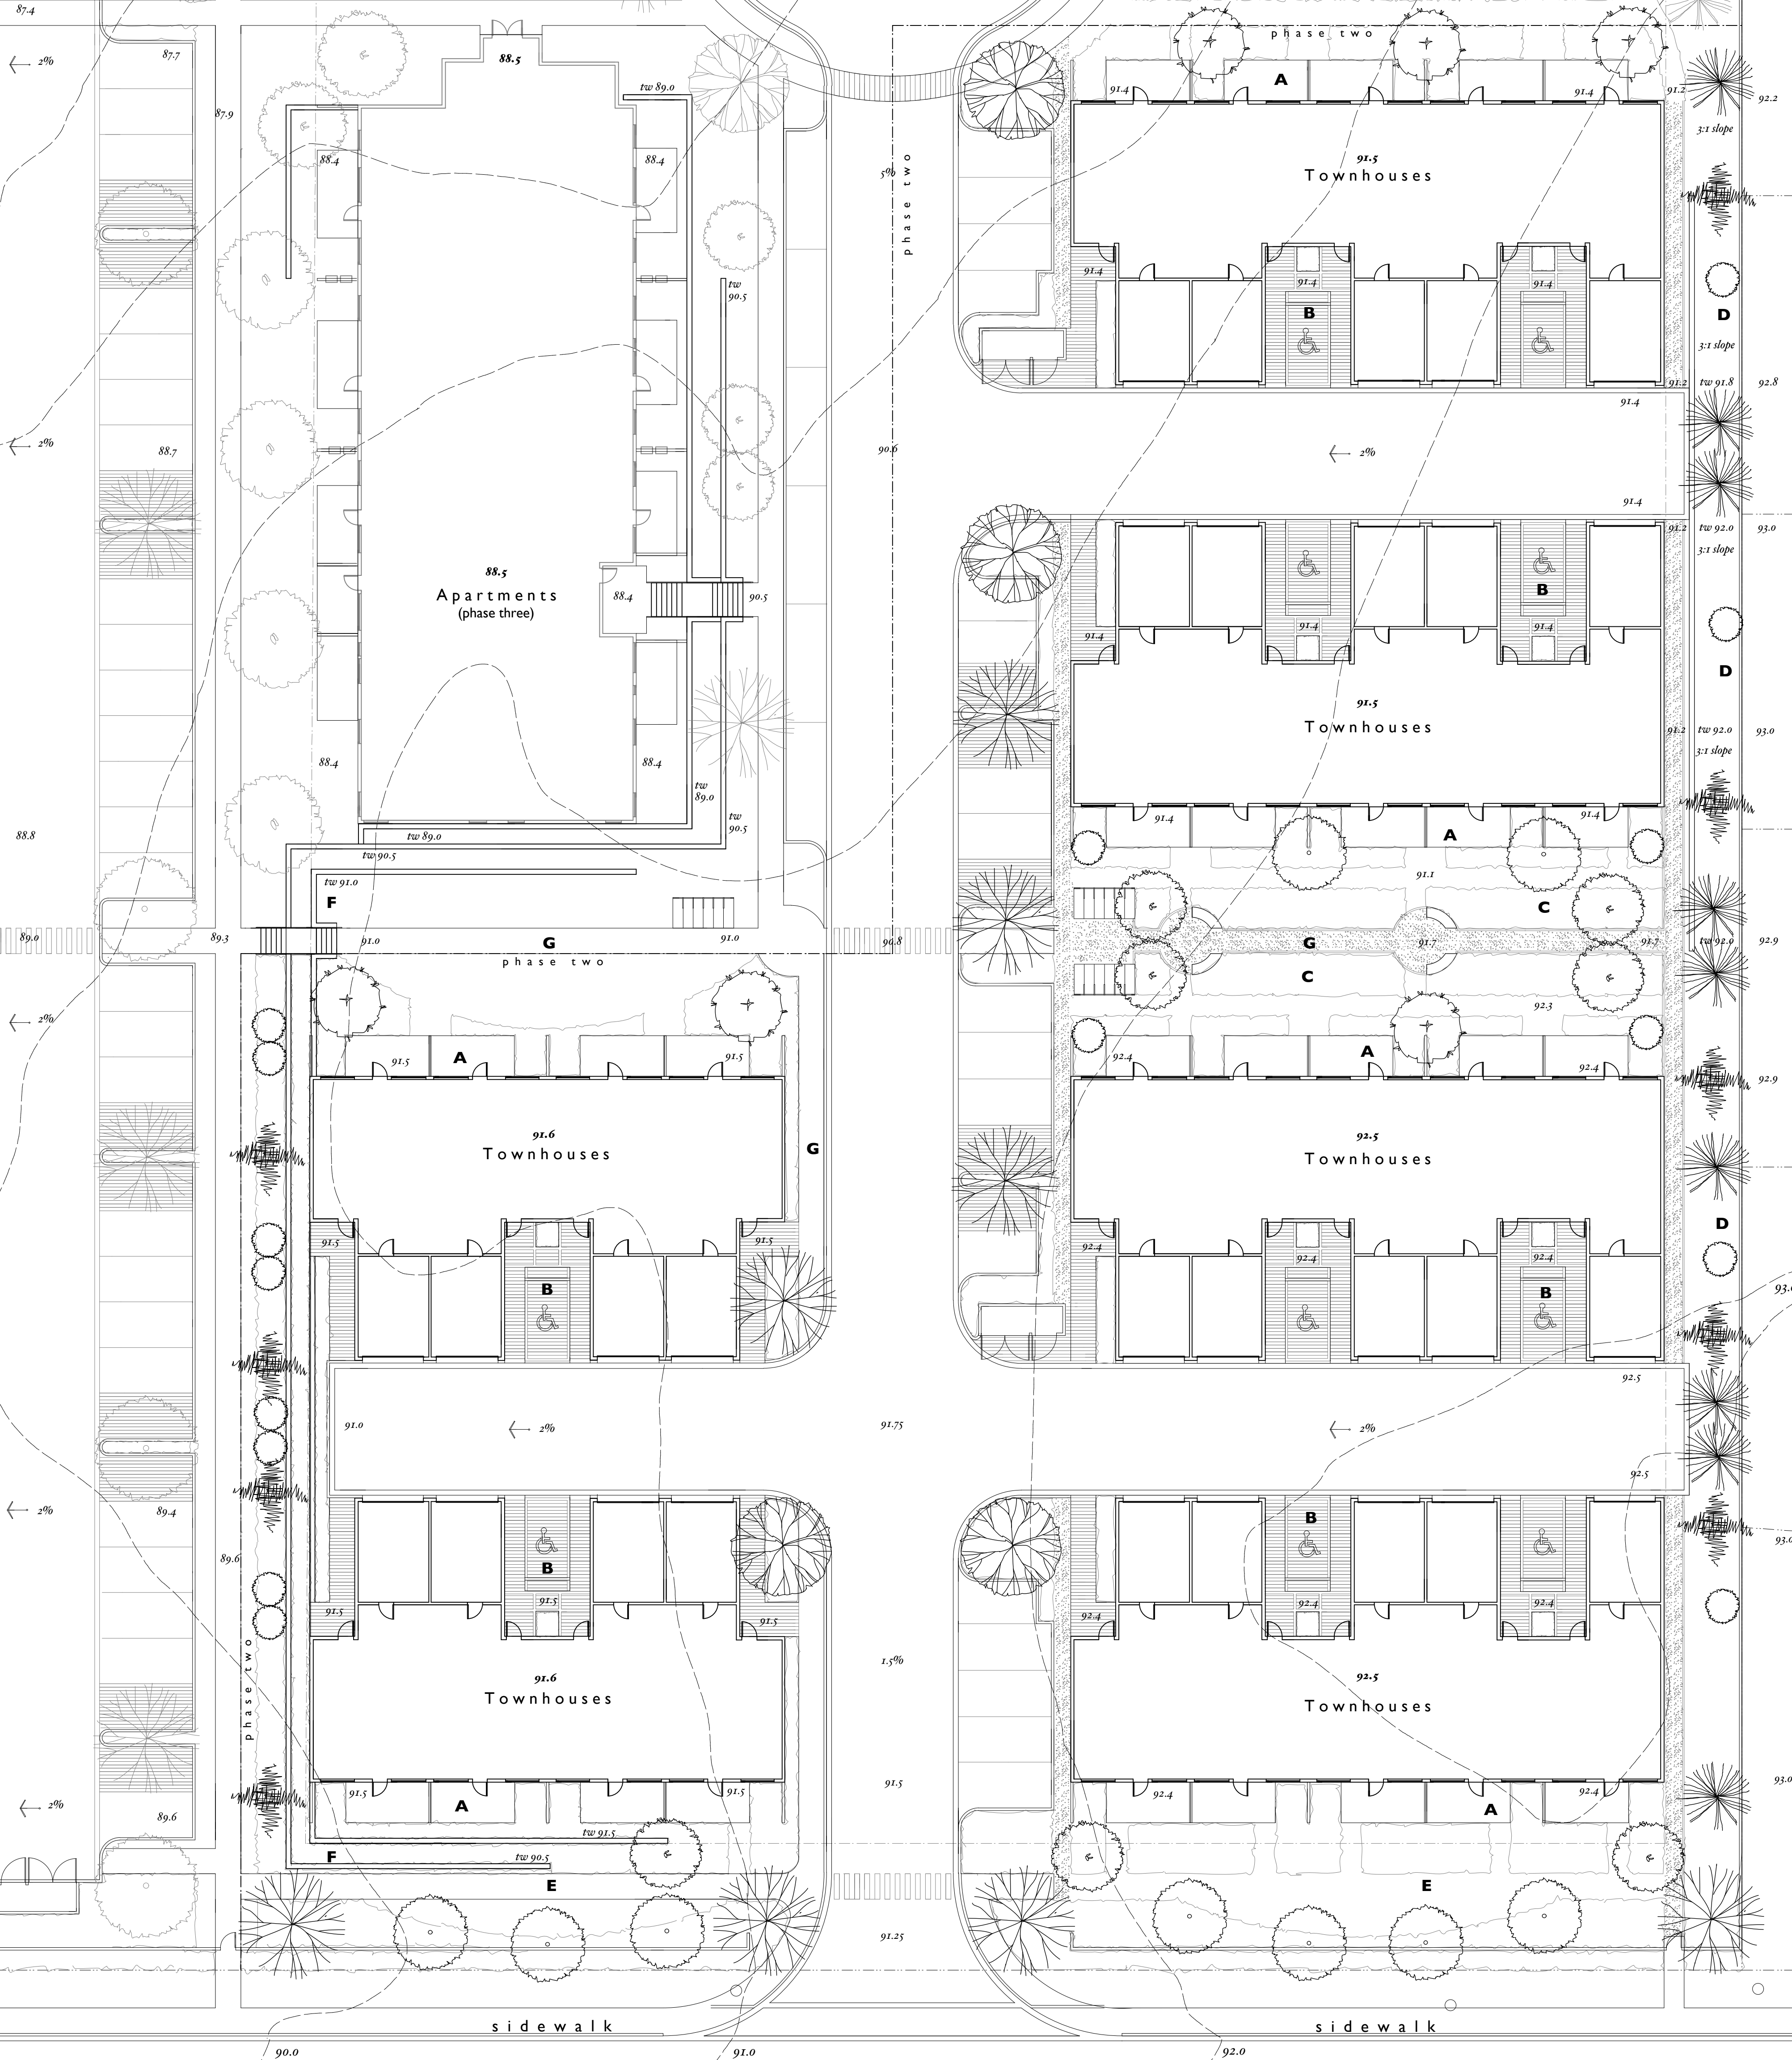 87.4
phase two
88.5
87.7
2%
A
tw 89.0
91.4
91.4
91.2
92.2
87.9
3:1 slope
88.4
88.4
phase two
5%
91.5
Townhouses
91.4
91.4
91.4
tw
90.5
B
D
3:1 slope
91.2
tw 91.8
92.8
91.4
2%
88.7
90.6
2%
91.4
91.2
tw 92.0
93.0
3:1 slope
88.5
Apartments
(phase three)
88.4
90.5
B
91.4
91.4
91.4
D
91.5
Townhouses
91.2
tw 92.0
93.0
3:1 slope
88.4
88.4
tw
89.0
tw
90.5
91.4
91.4
88.8
tw 89.0
A
tw 90.5
91.1
tw 91.0
F
C
89.0
89.3
91.0
G
91.0
90.8
G
91.7
91.7
tw 92.0
92.9
phase two
C
92.3
2%
A
91.5
91.5
A
92.4
92.4
92.9
91.6
Townhouses
G
92.5
Townhouses
91.5
91.5
92.4
92.4
92.4
D
B
B
93.0
92.5
91.0
2%
91.75
2%
92.5
2%
89.4
B
93.0
89.6
B
91.5
91.5
91.5
92.4
92.4
92.4
phase two
1.5%
91.6
Townhouses
92.5
Townhouses
91.5
91.5
91.5
92.4
92.4
93.0
2%
A
A
89.6
tw 91.5
F
tw 90.5
E
E
91.25
sidewalk
sidewalk
90.0
91.0
92.0